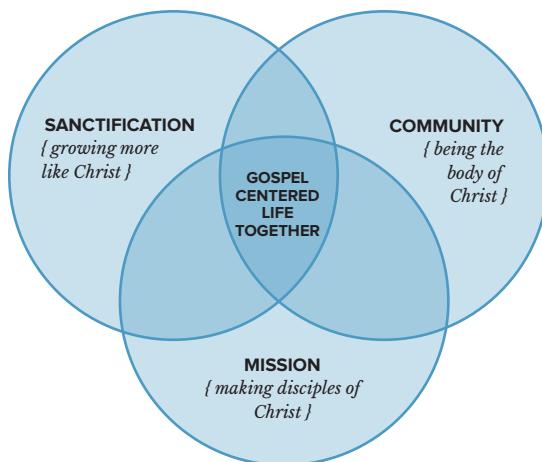 SANCTIFICATION
{ growing more
like Christ }
COMMUNITY
{ being the
body of
Christ }
GOSPEL
CENTERED
LIFE
TOGETHER
MISSION
{ making disciples of
Christ }